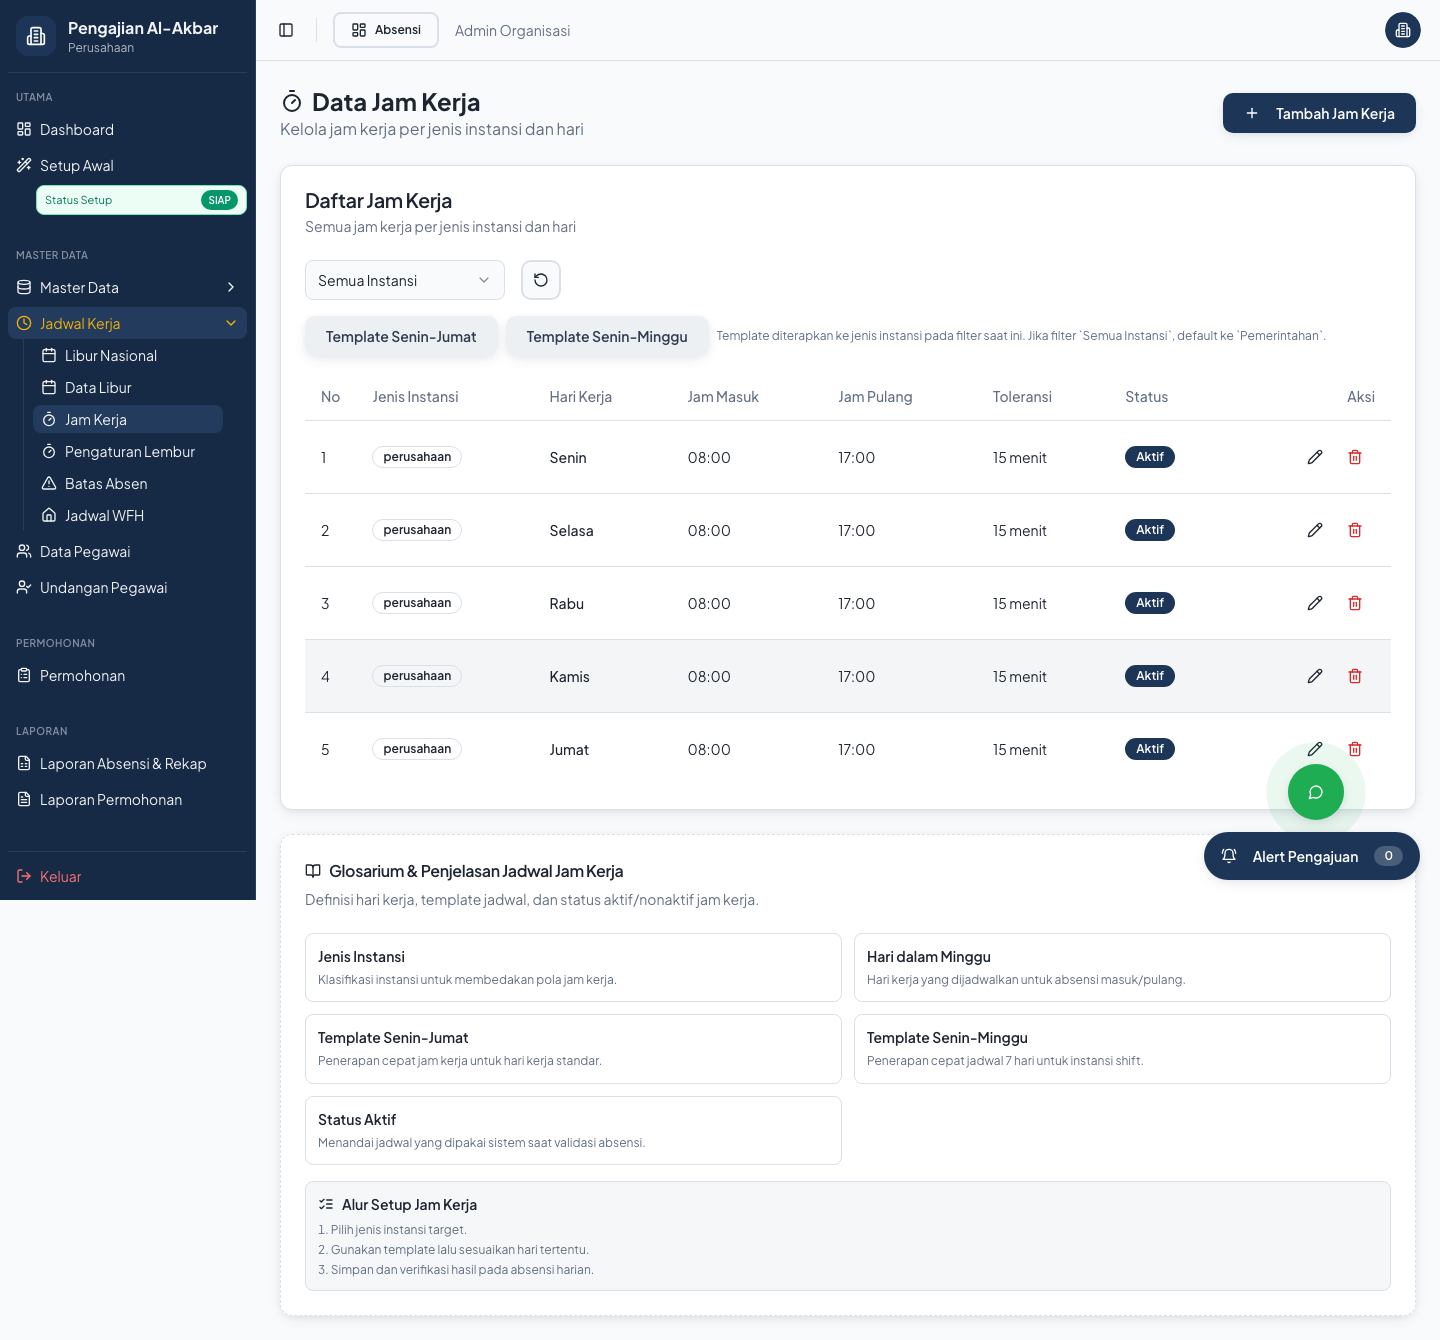 Pengajian Al-Akbar
Perusahaan
UTAMA
Dashboard
Setup Awal
Status Setup SIAP
MASTER DATA
Master Data
Jadwal Kerja
Libur Nasional
Data Libur
Jam Kerja
Pengaturan Lembur
Batas Absen
Jadwal WFH
Data Pegawai
Undangan Pegawai
PERMOHONAN
Permohonan
LAPORAN
Laporan Absensi & Rekap
Laporan Permohonan
Keluar
Absensi Admin Organisasi
Data Jam Kerja
Kelola jam kerja per jenis instansi dan hari
Tambah Jam Kerja
Daftar Jam Kerja
Semua jam kerja per jenis instansi dan hari
Semua Instansi
Template Senin-Jumat Template Senin-Minggu Template diterapkan ke jenis instansi pada filter saat ini. Jika filter `Semua Instansi`, default ke `Pemerintahan`.
No Jenis Instansi Hari Kerja Jam Masuk Jam Pulang Toleransi Status Aksi
1 perusahaan Senin 08:00 17:00 15 menit Aktif
2 perusahaan Selasa 08:00 17:00 15 menit Aktif
3 perusahaan Rabu 08:00 17:00 15 menit Aktif
4 perusahaan Kamis 08:00 17:00 15 menit Aktif
5 perusahaan Jumat 08:00 17:00 15 menit Aktif
Alert Pengajuan 0
Glosarium & Penjelasan Jadwal Jam Kerja
Definisi hari kerja, template jadwal, dan status aktif/nonaktif jam kerja.
Jenis Instansi
Klasifikasi instansi untuk membedakan pola jam kerja.
Hari dalam Minggu
Hari kerja yang dijadwalkan untuk absensi masuk/pulang.
Template Senin-Jumat
Penerapan cepat jam kerja untuk hari kerja standar.
Template Senin-Minggu
Penerapan cepat jadwal 7 hari untuk instansi shift.
Status Aktif
Menandai jadwal yang dipakai sistem saat validasi absensi.
Alur Setup Jam Kerja
1. Pilih jenis instansi target.
2. Gunakan template lalu sesuaikan hari tertentu.
3. Simpan dan verifikasi hasil pada absensi harian.